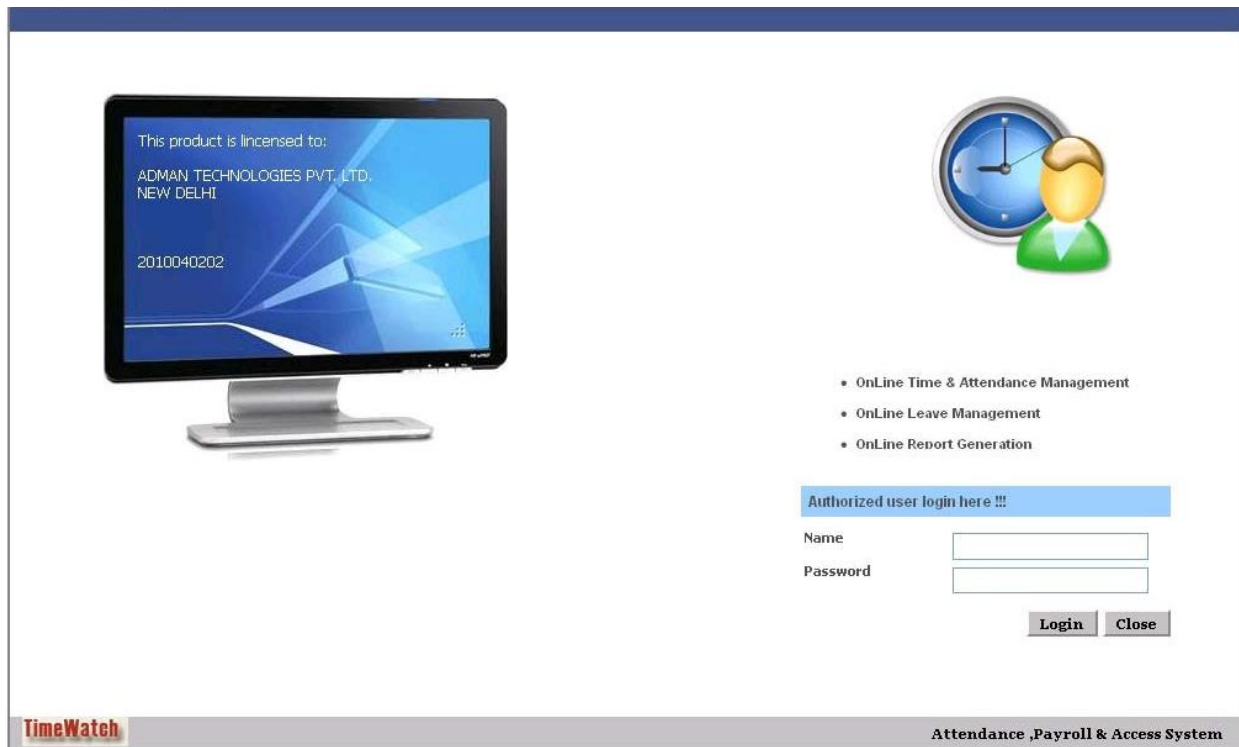 This product is lincensed to:
ADMAN TECHNOLOGIES PVT. LTD.
NEW DELHI
2010040202
• OnLine Time & Attendance Management
• OnLine Leave Management
• OnLine Report Generation
Authorized user login here !!!
Name
Password
Login Close
TimeWatch
Attendance ,Payroll & Access System